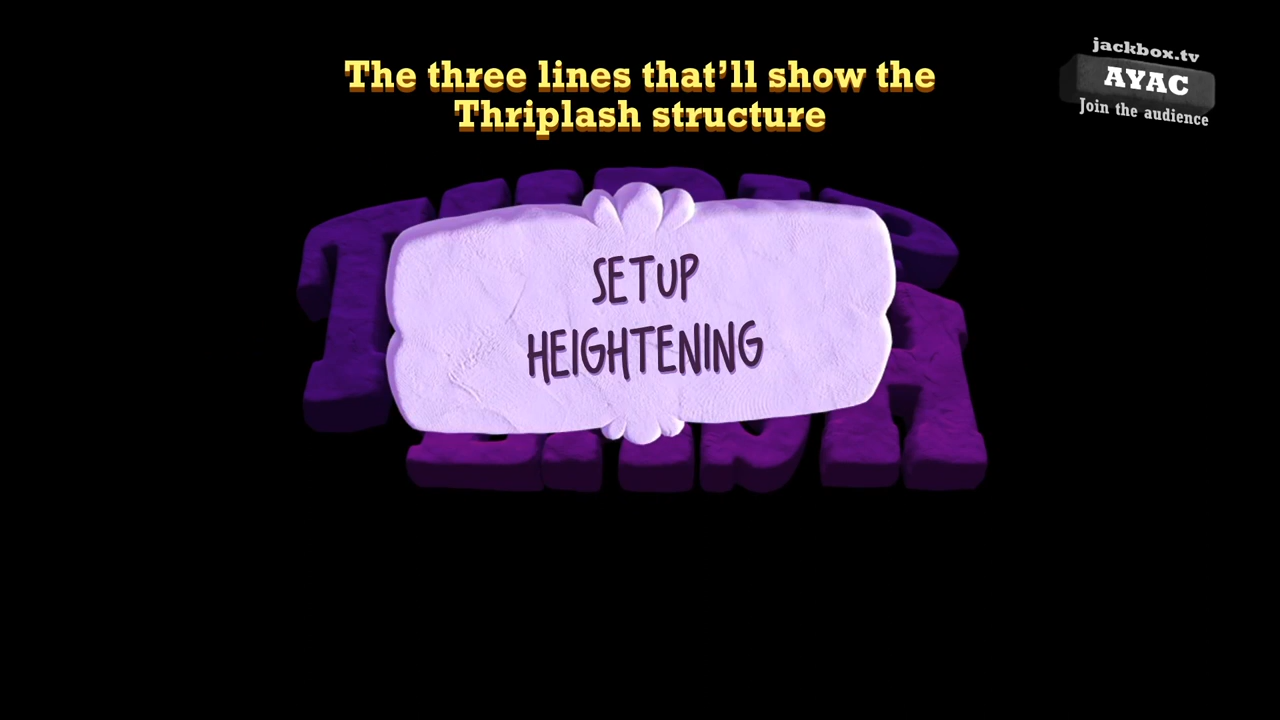 The three lines that'll show the
Thriplash structure
jackbox.tv
AYAC
Join the audience
SETUP
HEIGHTENING